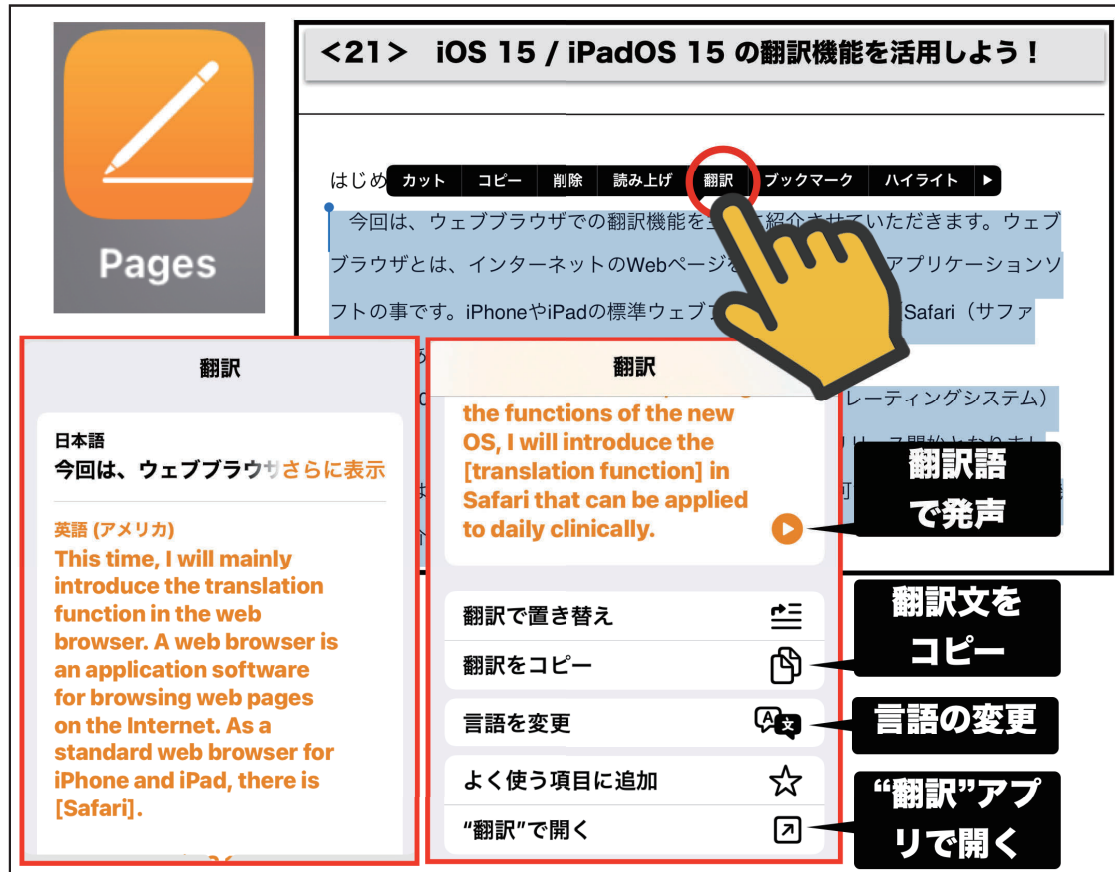 Pages
<21> iOS 15 / iPadOS 15 の翻訳機能を活用しよう！
はじめ
カット コピー 削除 読み上げ 翻訳 ブックマーク ハイライト ▶
今回は、ウェブブラウザでの翻訳機能を 紹介させていただきます。ウェブ
ブラウザとは、インターネットのWebページを アプリケーションソ
フトの事です。iPhoneやiPadの標準ウェブ Safari（サファ
レーティングシステム）
リリース開始となりまし
翻訳
日本語
今回は、ウェブブラウザ さらに表示
英語 (アメリカ)
This time, I will mainly
introduce the translation
function in the web
browser. A web browser is
an application software
for browsing web pages
on the Internet. As a
standard web browser for
iPhone and iPad, there is
[Safari].
翻訳
the functions of the new
OS, I will introduce the
[translation function] in
Safari that can be applied
to daily clinically.
翻訳で置き替え
翻訳をコピー
言語を変更
よく使う項目に追加
“翻訳”で開く
翻訳語
で発声
翻訳文を
コピー
言語の変更
“翻訳”アプ
リで開く